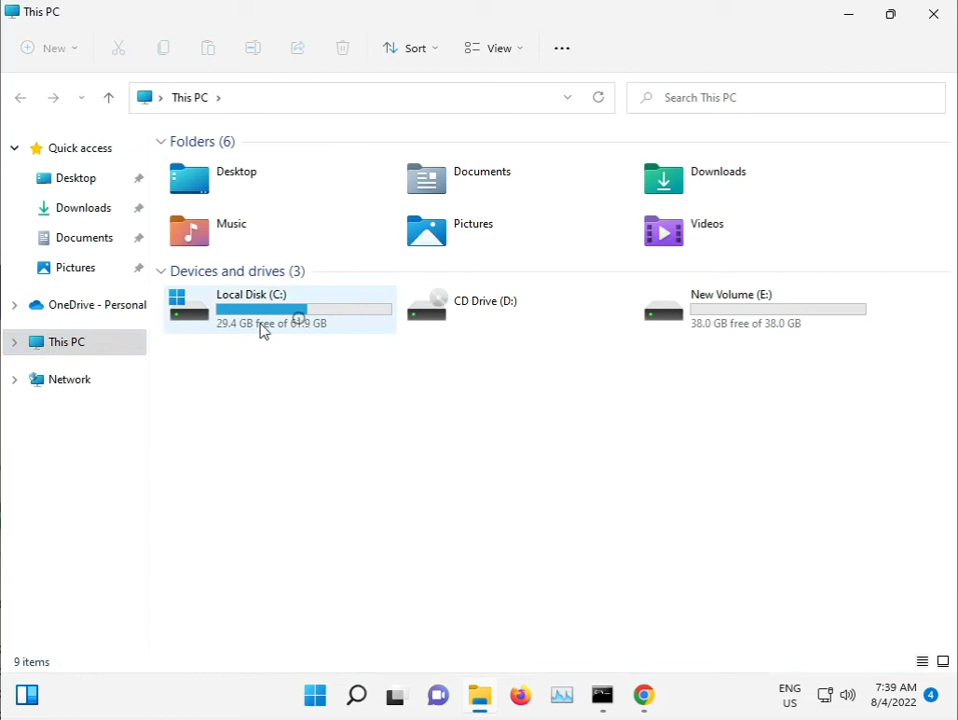 This PC
New
Sort
View
This PC
Search This PC
Quick access
Desktop
Downloads
Documents
Pictures
OneDrive - Personal
This PC
Network
Folders (6)
Desktop
Documents
Downloads
Music
Pictures
Videos
Devices and drives (3)
Local Disk (C:)
29.4 GB free of 61.9 GB
CD Drive (D:)
New Volume (E:)
38.0 GB free of 38.0 GB
9 items
ENG
US
7:39 AM
8/4/2022
4